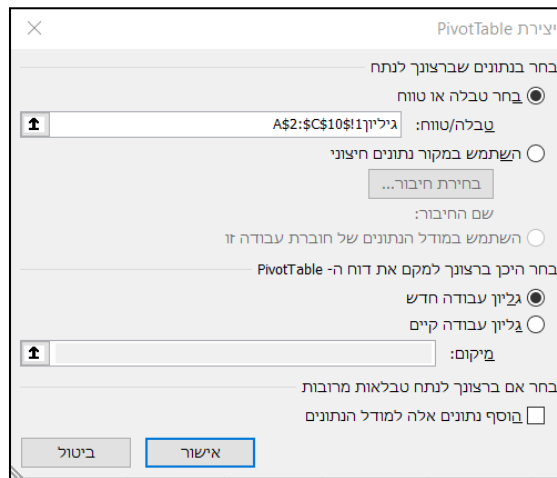 יצירת PivotTable
בחר בנתונים שברצונך לנתח
בחר טבלה או טווח
טבלה/טווח: גיליון1!$A$2:$C$10
השתמש במקור נתונים חיצוני
בחירת חיבור...
שם החיבור:
השתמש במודל הנתונים של חוברת עבודה זו
בחר היכן ברצונך למקם את דוח ה- PivotTable
גליון עבודה חדש
גליון עבודה קיים
מיקום:
בחר אם ברצונך לנתח טבלאות מרובות
הוסף נתונים אלה למודל הנתונים
אישור ביטול